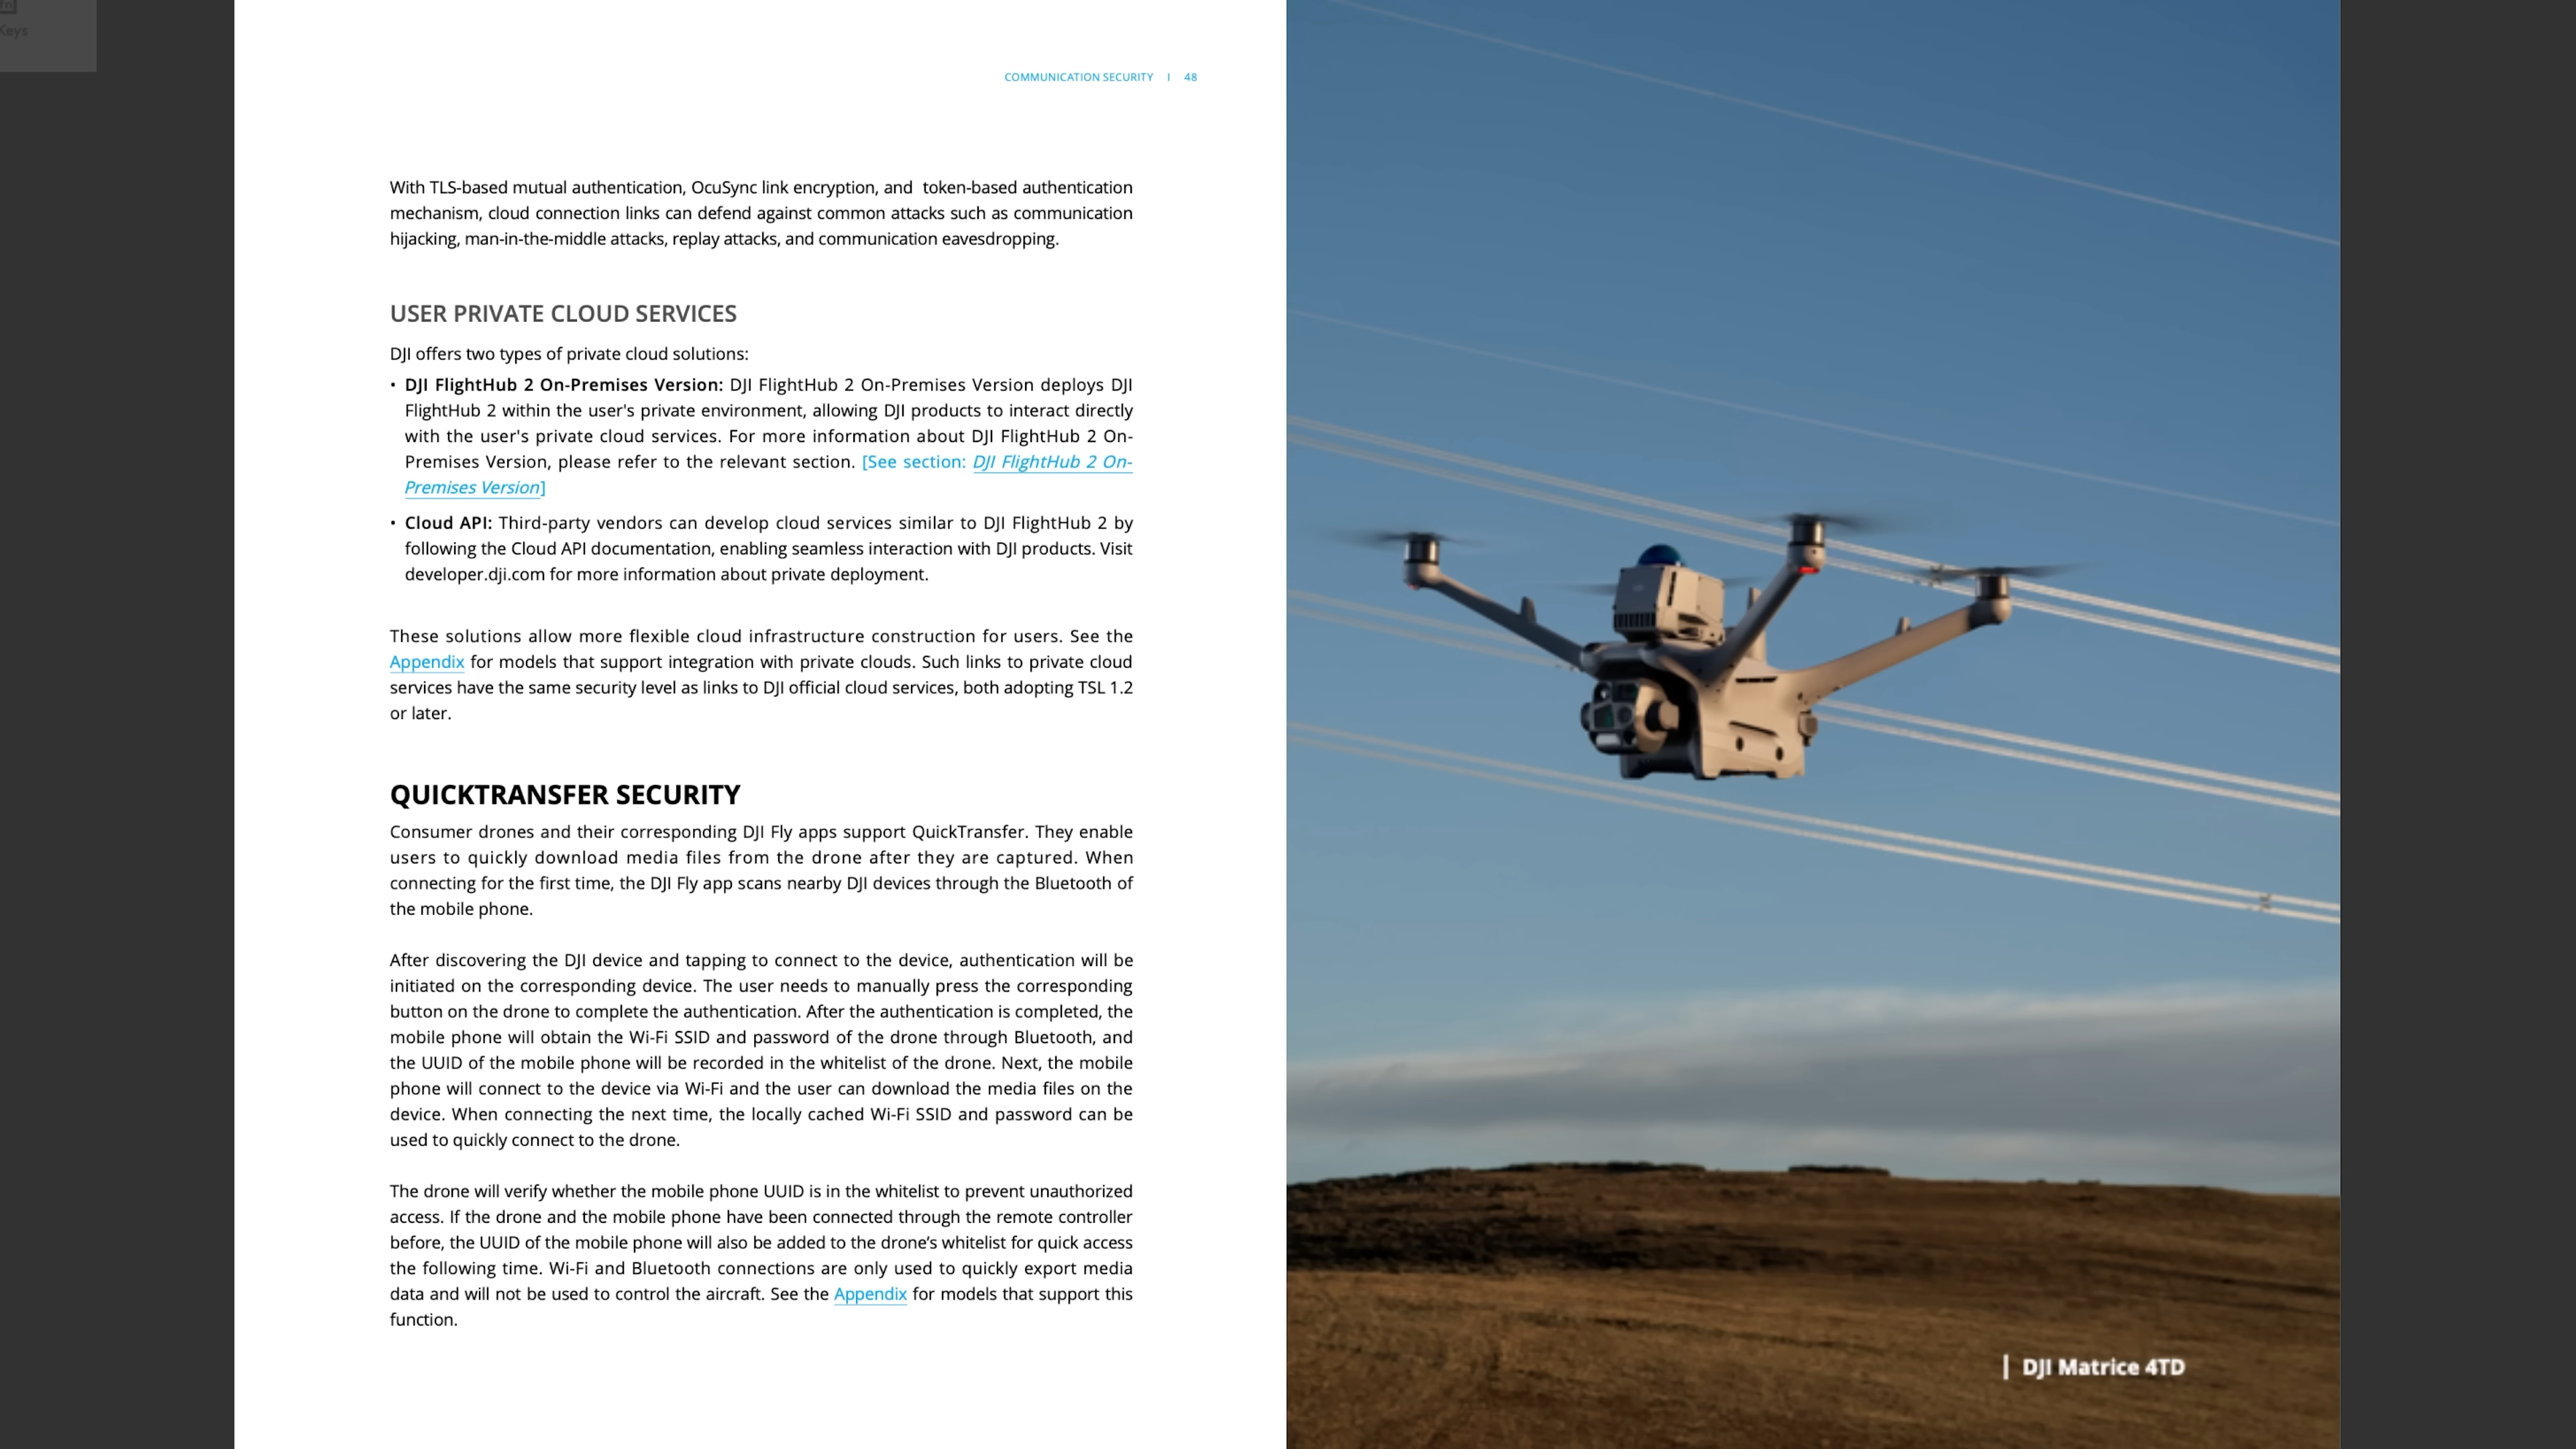 Keys
COMMUNICATION SECURITY I 48
With TLS-based mutual authentication, OcuSync link encryption, and token-based authentication
mechanism, cloud connection links can defend against common attacks such as communication
hijacking, man-in-the-middle attacks, replay attacks, and communication eavesdropping.
USER PRIVATE CLOUD SERVICES
DJI offers two types of private cloud solutions:
• DJI FlightHub 2 On-Premises Version: DJI FlightHub 2 On-Premises Version deploys DJI
FlightHub 2 within the user's private environment, allowing DJI products to interact directly
with the user's private cloud services. For more information about DJI FlightHub 2 On-
Premises Version, please refer to the relevant section. [See section: DJI FlightHub 2 On-
Premises Version]
• Cloud API: Third-party vendors can develop cloud services similar to DJI FlightHub 2 by
following the Cloud API documentation, enabling seamless interaction with DJI products. Visit
developer.dji.com for more information about private deployment.
These solutions allow more flexible cloud infrastructure construction for users. See the
Appendix for models that support integration with private clouds. Such links to private cloud
services have the same security level as links to DJI official cloud services, both adopting TSL 1.2
or later.
QUICKTRANSFER SECURITY
Consumer drones and their corresponding DJI Fly apps support QuickTransfer. They enable
users to quickly download media files from the drone after they are captured. When
connecting for the first time, the DJI Fly app scans nearby DJI devices through the Bluetooth of
the mobile phone.
After discovering the DJI device and tapping to connect to the device, authentication will be
initiated on the corresponding device. The user needs to manually press the corresponding
button on the drone to complete the authentication. After the authentication is completed, the
mobile phone will obtain the Wi-Fi SSID and password of the drone through Bluetooth, and
the UUID of the mobile phone will be recorded in the whitelist of the drone. Next, the mobile
phone will connect to the device via Wi-Fi and the user can download the media files on the
device. When connecting the next time, the locally cached Wi-Fi SSID and password can be
used to quickly connect to the drone.
The drone will verify whether the mobile phone UUID is in the whitelist to prevent unauthorized
access. If the drone and the mobile phone have been connected through the remote controller
before, the UUID of the mobile phone will also be added to the drone’s whitelist for quick access
the following time. Wi-Fi and Bluetooth connections are only used to quickly export media
data and will not be used to control the aircraft. See the Appendix for models that support this
function.
| DJI Matrice 4TD